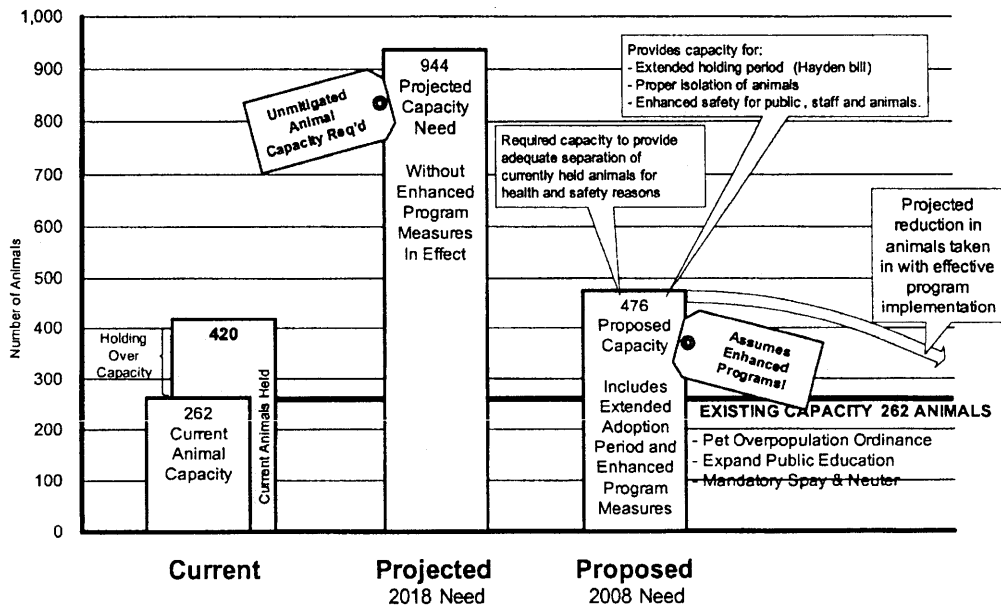 1,000
900
800
700
600
500
400
300
200
100
0
Number of Animals
Holding
Over
Capacity
420
262
Current
Animal
Capacity
Current Animals Held
Unmitigated
Animal
Capacity Req'd
944
Projected
Capacity
Need
Without
Enhanced
Program
Measures
In Effect
Required capacity to provide
adequate separation of
currently held animals for
health and safety reasons
Provides capacity for:
- Extended holding period (Hayden bill)
- Proper isolation of animals
- Enhanced safety for public, staff and animals.
Projected
reduction in
animals taken
in with effective
program
implementation
476
Proposed
Capacity
Includes
Extended
Adoption
Period and
Enhanced
Program
Measures
Assumes
Enhanced
Programs!
EXISTING CAPACITY 262 ANIMALS
- Pet Overpopulation Ordinance
- Expand Public Education
- Mandatory Spay & Neuter
Current
Projected
2018 Need
Proposed
2008 Need